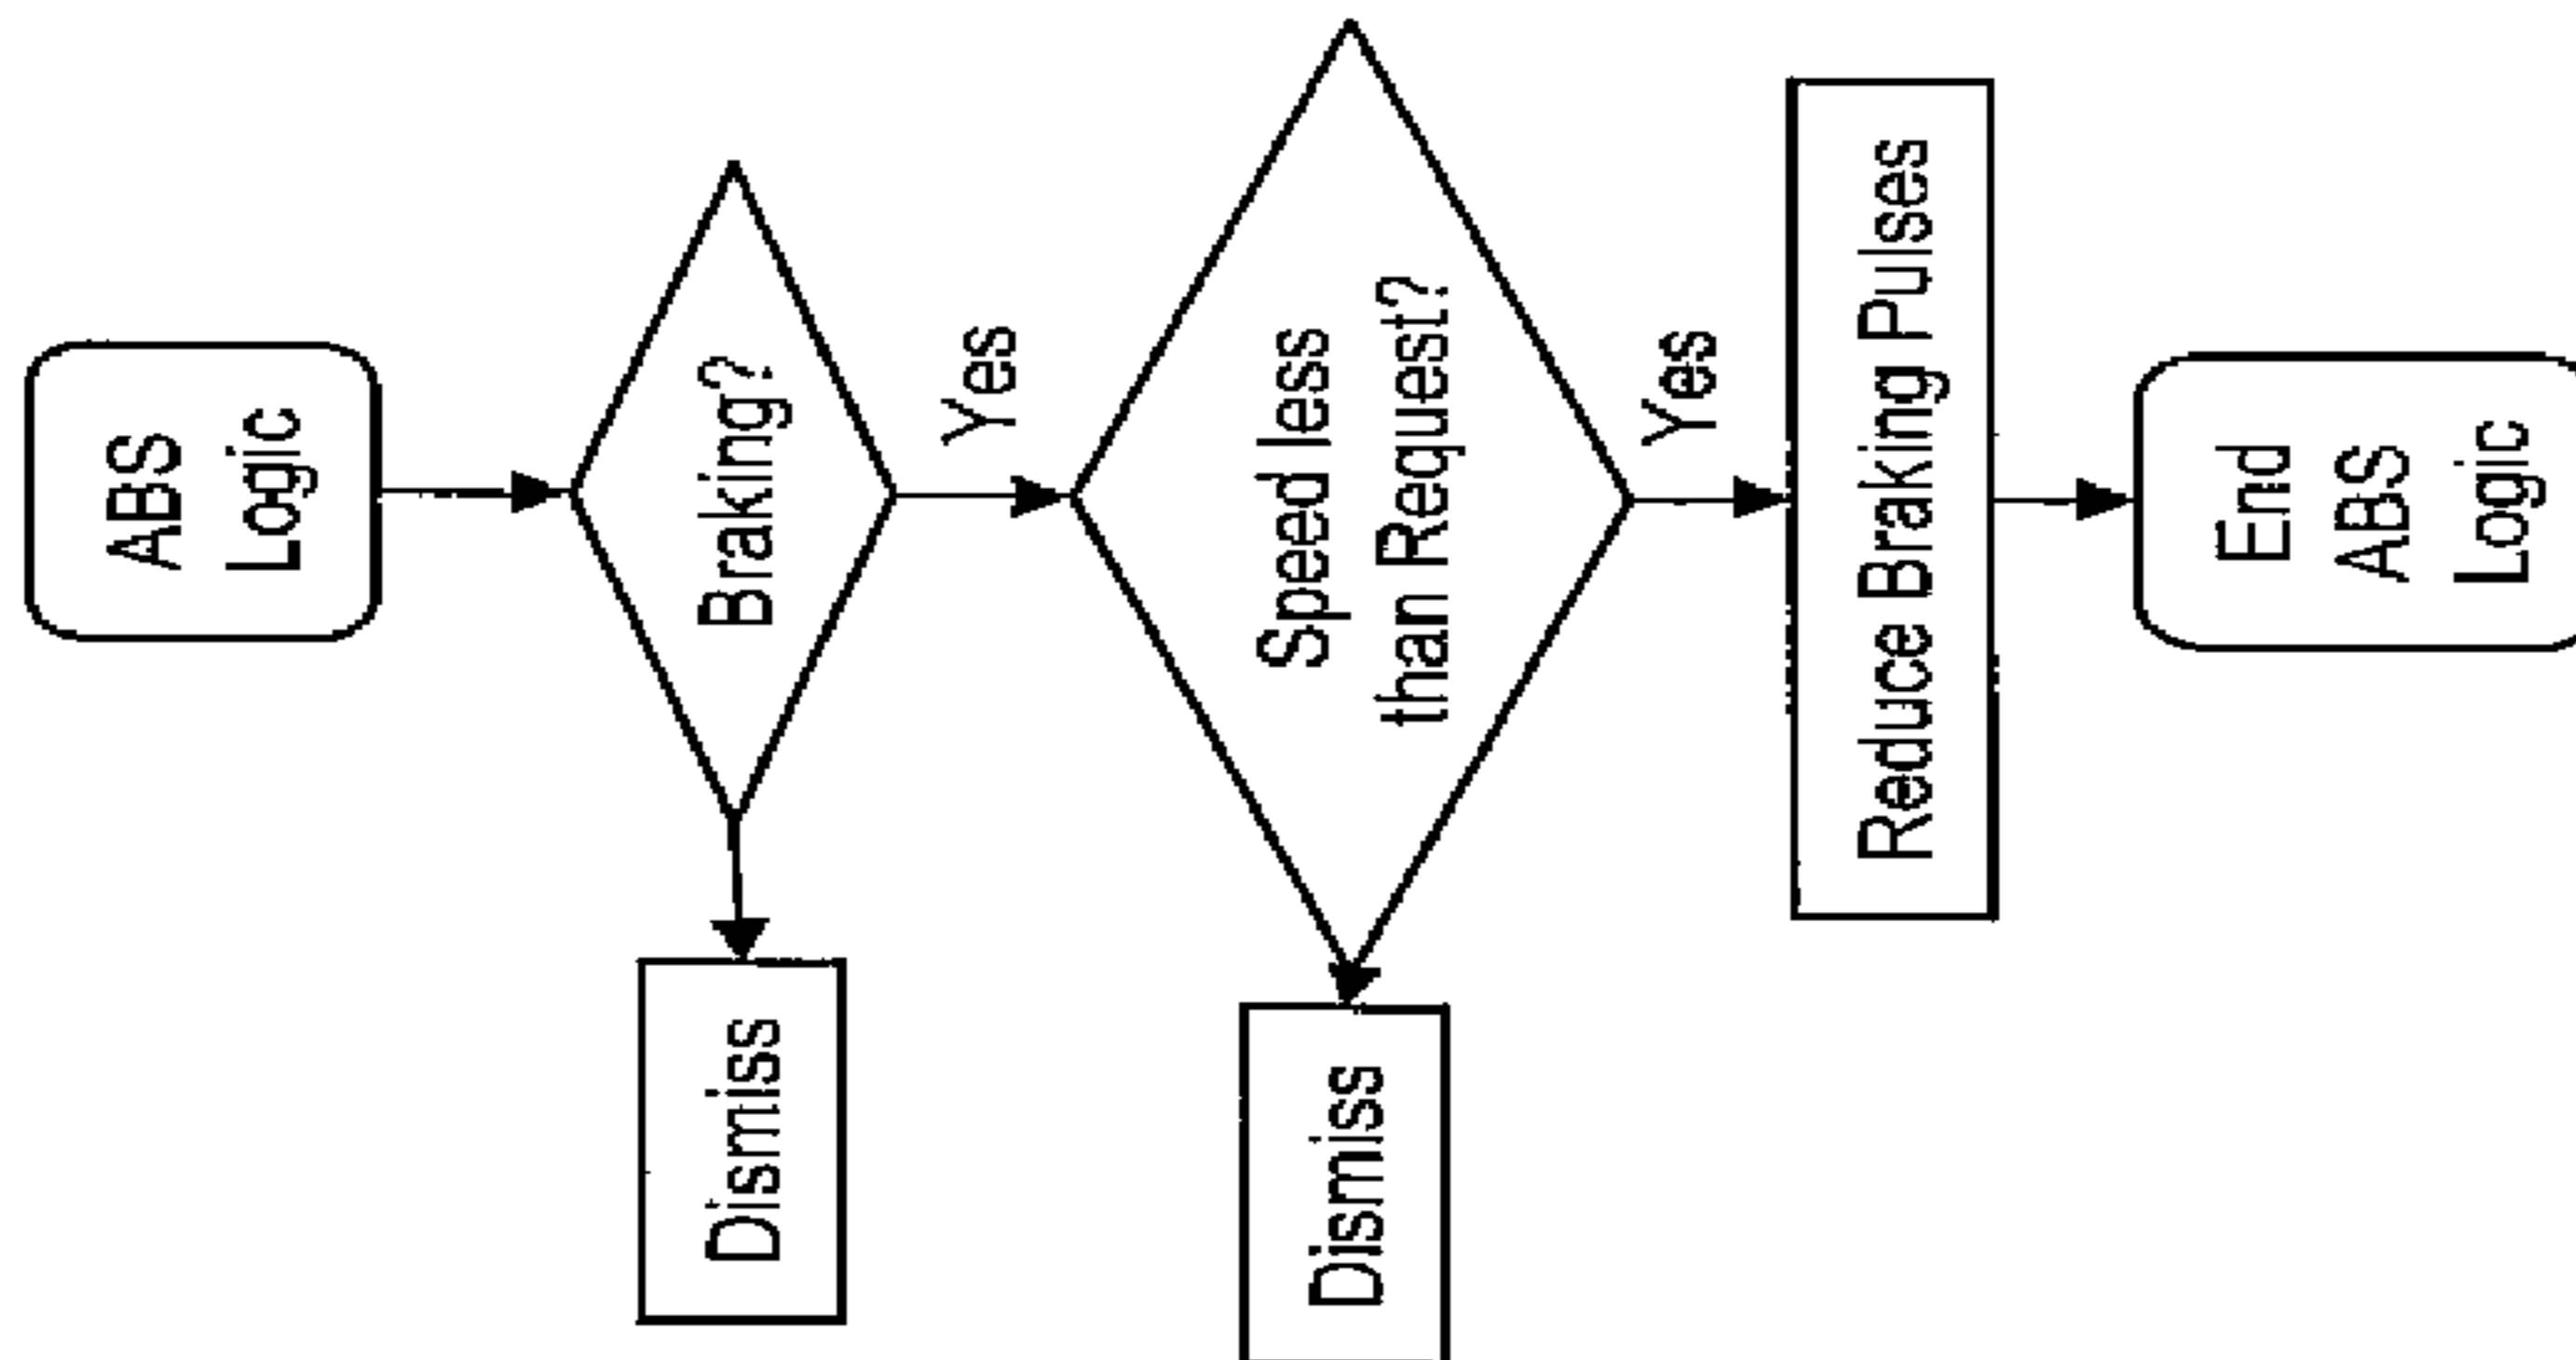 ABS
Logic
Braking?
Dismiss
Yes
Speed less
than Request?
Dismiss
Yes
Reduce Braking Pulses
End
ABS
Logic